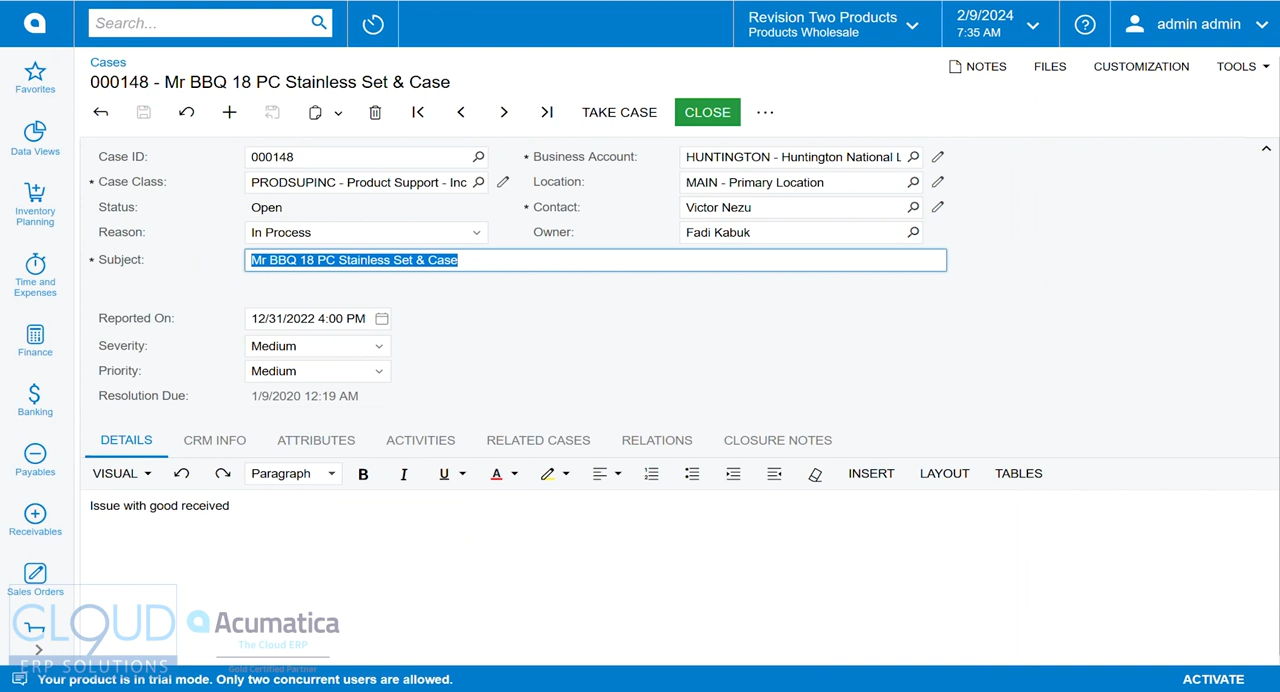 Search...
Revision Two Products
Products Wholesale
2/9/2024
7:35 AM
admin admin
Favorites
Data Views
Inventory
Planning
Time and
Expenses
Finance
Banking
Payables
Receivables
Sales Orders
Cases
000148 - Mr BBQ 18 PC Stainless Set & Case
NOTES FILES CUSTOMIZATION TOOLS
TAKE CASE CLOSE
Case ID: 000148 * Business Account: HUNTINGTON - Huntington National L
* Case Class: PRODSUPINC - Product Support - Inc Location: MAIN - Primary Location
Status: Open * Contact: Victor Nezu
Reason: In Process Owner: Fadi Kabuk
* Subject: Mr BBQ 18 PC Stainless Set & Case
Reported On: 12/31/2022 4:00 PM
Severity: Medium
Priority: Medium
Resolution Due: 1/9/2020 12:19 AM
DETAILS CRM INFO ATTRIBUTES ACTIVITIES RELATED CASES RELATIONS CLOSURE NOTES
VISUAL Paragraph B I U A INSERT LAYOUT TABLES
Issue with good received
CLOUD 9
ERP SOLUTIONS
Acumatica
The Cloud ERP
Gold Certified Partner
Your product is in trial mode. Only two concurrent users are allowed. ACTIVATE